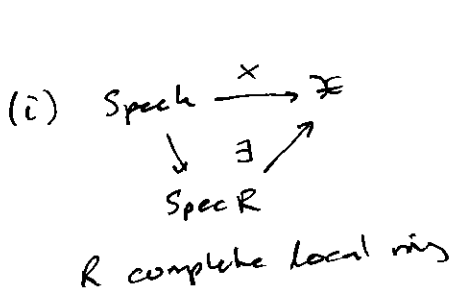 (i) Spec k x 𝒳
∃
Spec R
R complete local ring